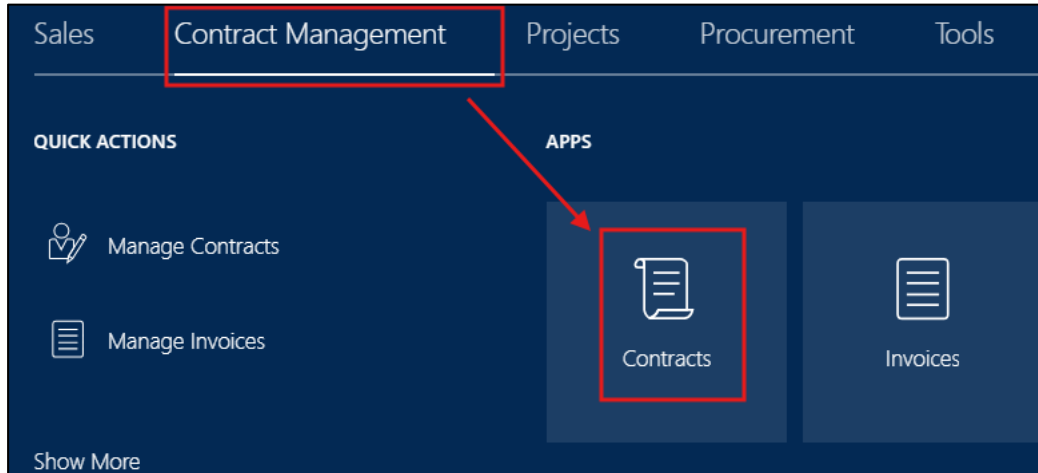 Sales Contract Management Projects Procurement Tools
QUICK ACTIONS
Manage Contracts
Manage Invoices
Show More
APPS
Contracts
Invoices